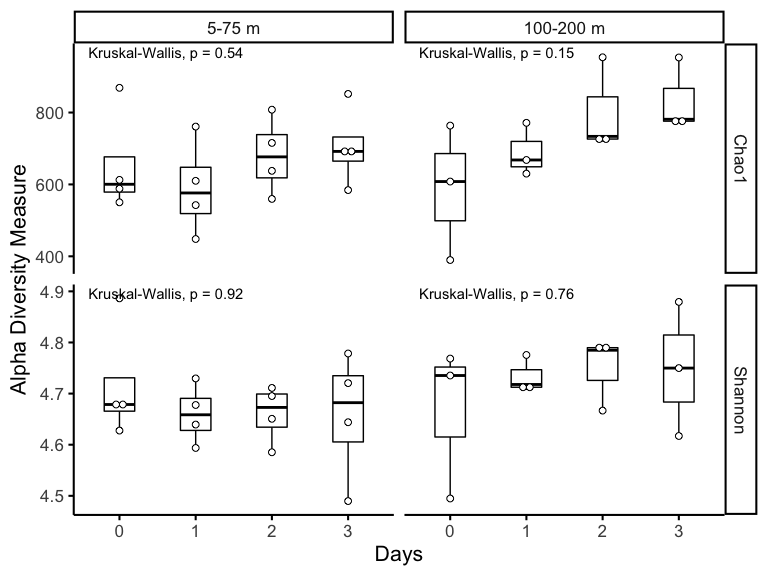 5-75 m
100-200 m
Kruskal-Wallis, p = 0.54
Kruskal-Wallis, p = 0.15
800
600
400
Chao1
Alpha Diversity Measure
Kruskal-Wallis, p = 0.92
Kruskal-Wallis, p = 0.76
4.9
4.8
4.7
4.6
4.5
Shannon
0 1 2 3
0 1 2 3
Days